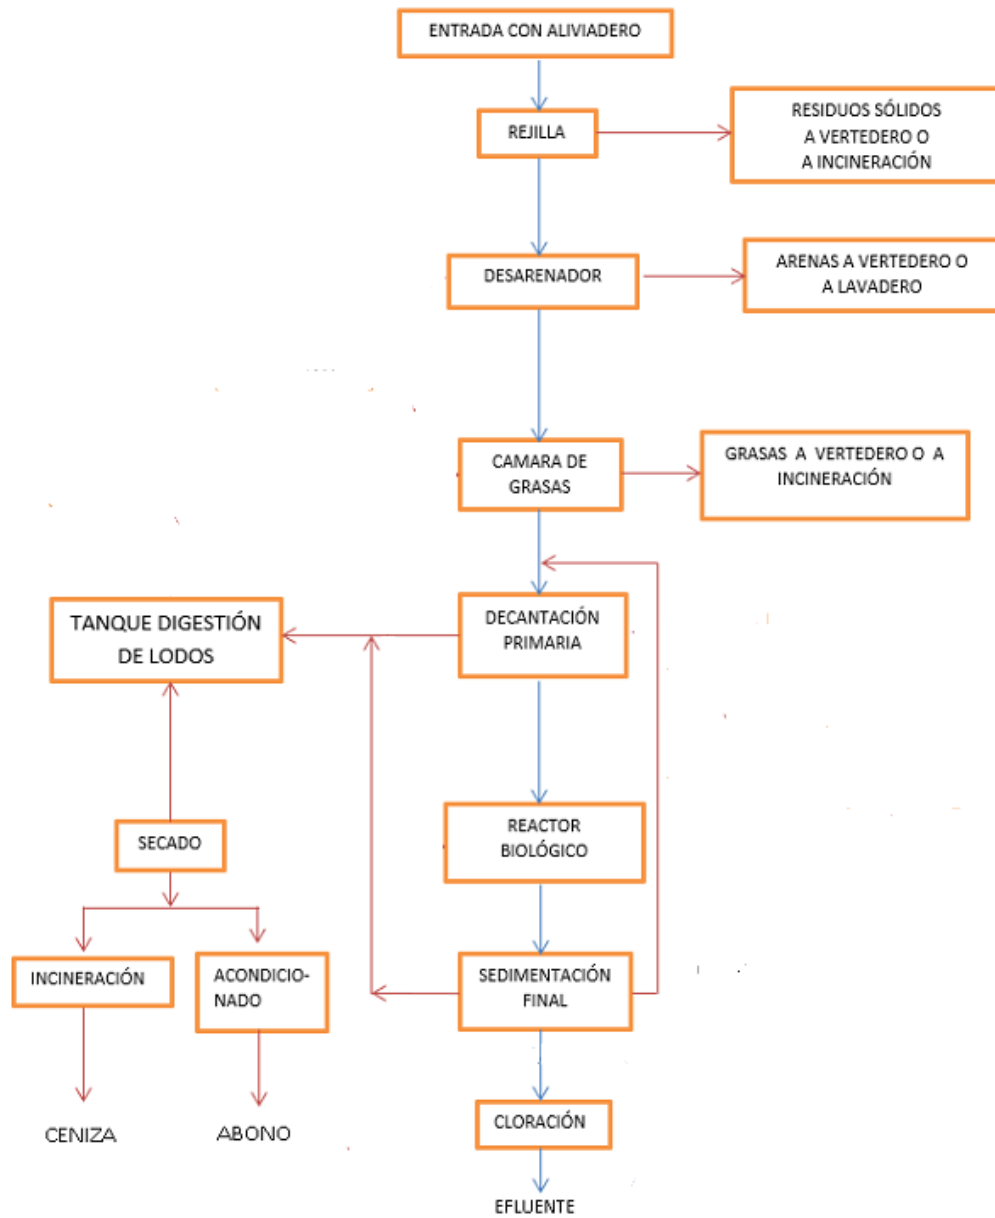 ENTRADA CON ALIVIADERO
REJILLA
RESIDUOS SÓLIDOS
A VERTEDERO O
A INCINERACIÓN
DESARENADOR
ARENAS A VERTEDERO O
A LAVADERO
CAMARA DE
GRASAS
GRASAS A VERTEDERO O A
INCINERACIÓN
DECANTACIÓN
PRIMARIA
TANQUE DIGESTIÓN
DE LODOS
REACTOR
BIOLÓGICO
SECADO
INCINERACIÓN
ACONDICIO-
NADO
SEDIMENTACIÓN
FINAL
CENIZA
ABONO
CLORACIÓN
EFLUENTE